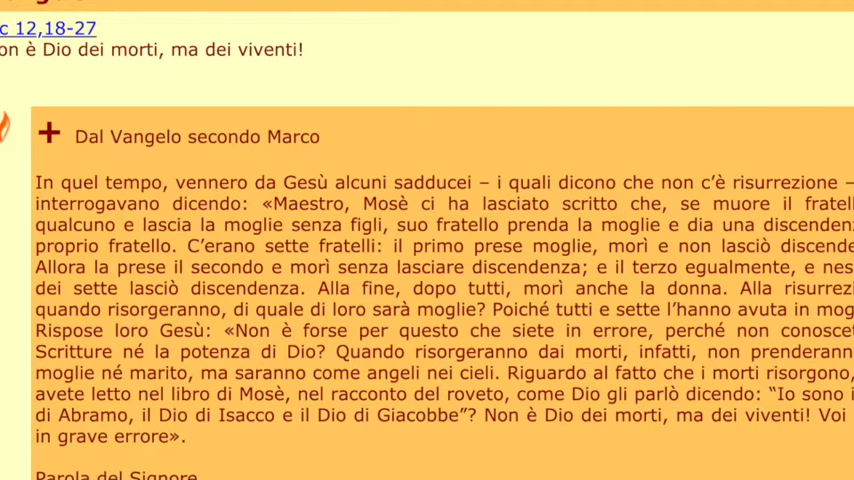 c 12,18-27
on è Dio dei morti, ma dei viventi!
+ Dal Vangelo secondo Marco
In quel tempo, vennero da Gesù alcuni sadducei – i quali dicono che non c’è risurrezione –
interrogavano dicendo: «Maestro, Mosè ci ha lasciato scritto che, se muore il fratell
qualcuno e lascia la moglie senza figli, suo fratello prenda la moglie e dia una discenden
proprio fratello. C’erano sette fratelli: il primo prese moglie, morì e non lasciò discende
Allora la prese il secondo e morì senza lasciare discendenza; e il terzo egualmente, e nes
dei sette lasciò discendenza. Alla fine, dopo tutti, morì anche la donna. Alla risurrezi
quando risorgeranno, di quale di loro sarà moglie? Poiché tutti e sette l’hanno avuta in mog
Rispose loro Gesù: «Non è forse per questo che siete in errore, perché non conoscet
Scritture né la potenza di Dio? Quando risorgeranno dai morti, infatti, non prenderann
moglie né marito, ma saranno come angeli nei cieli. Riguardo al fatto che i morti risorgono,
avete letto nel libro di Mosè, nel racconto del roveto, come Dio gli parlò dicendo: “Io sono i
di Abramo, il Dio di Isacco e il Dio di Giacobbe”? Non è Dio dei morti, ma dei viventi! Voi
in grave errore».
Parola del Signore